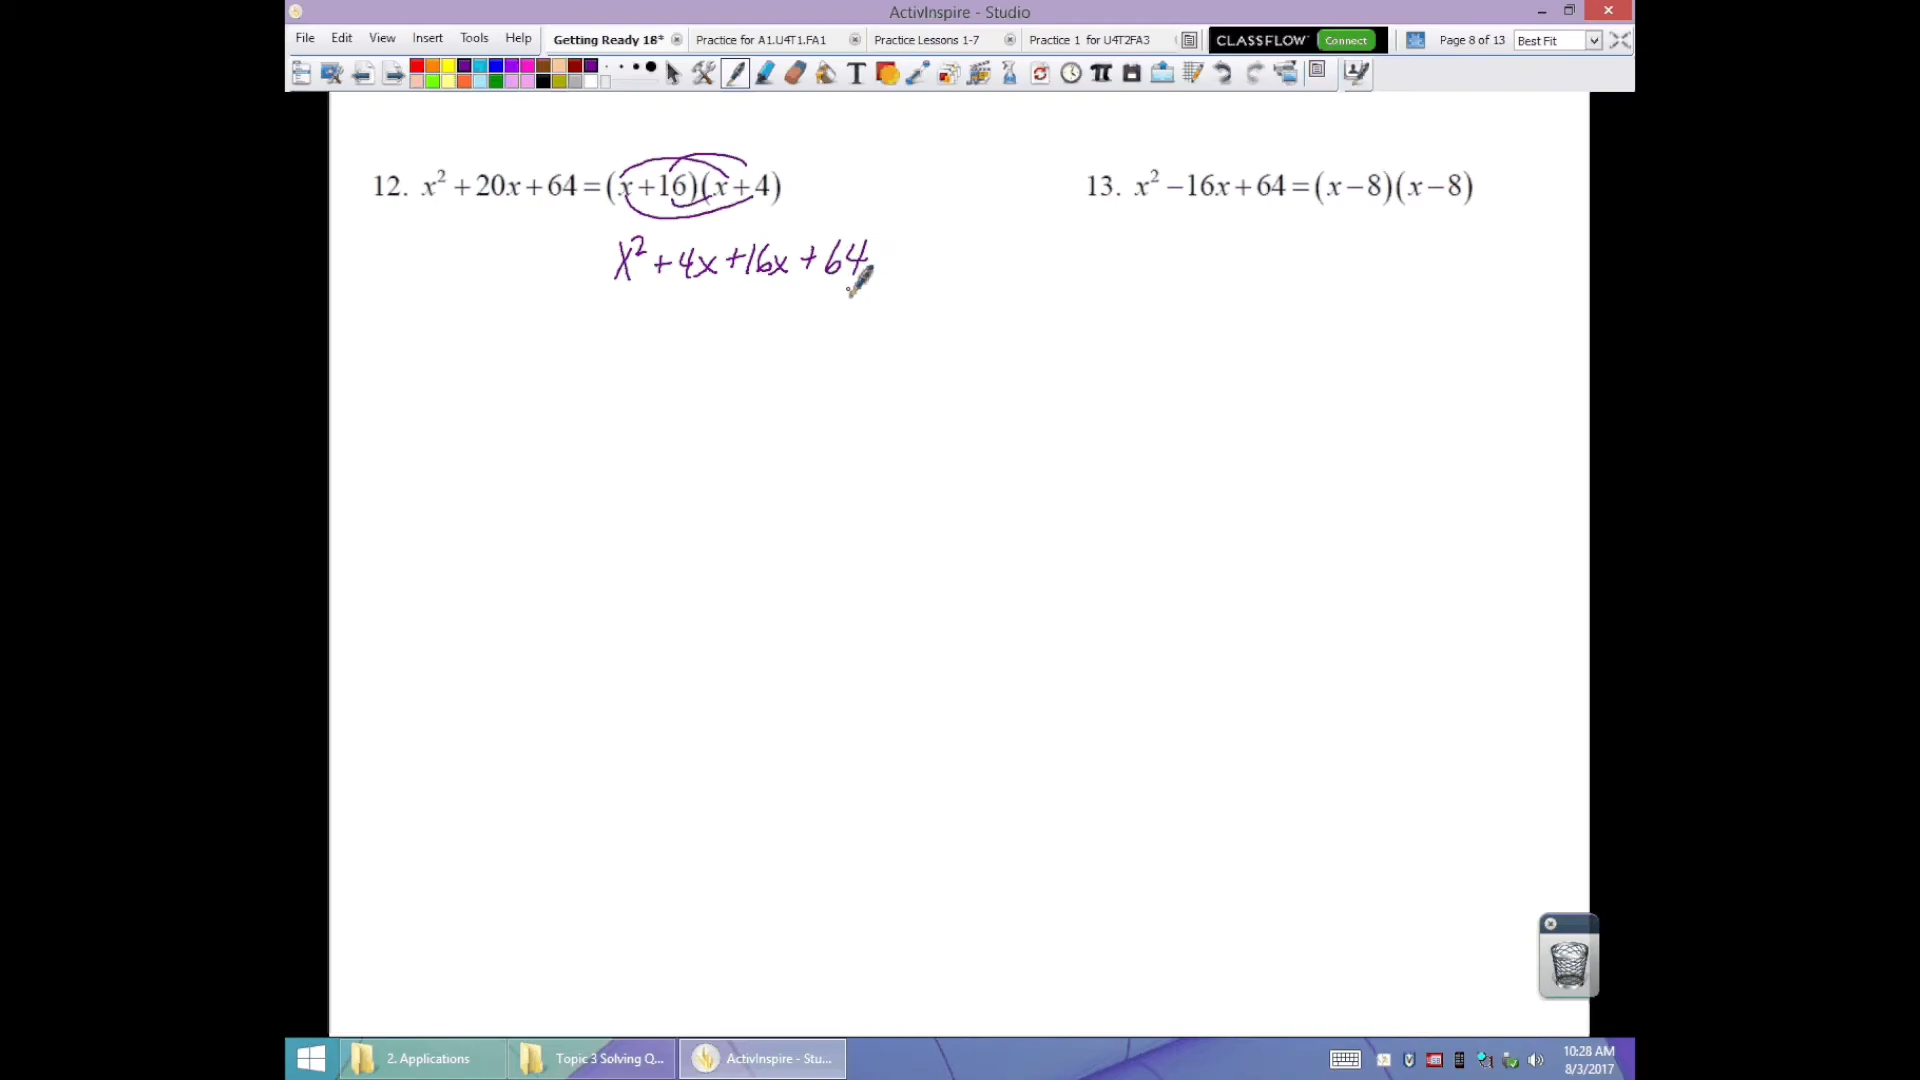 ActivInspire - Studio
File Edit View Insert Tools Help
Getting Ready 18* Practice for A1.U4T1.FA1 Practice Lessons 1-7 Practice 1 for U4T2FA3
CLASSFLOW Connect Page 8 of 13 Best Fit
12. x² + 20x + 64 = (x + 16)(x + 4)
x² + 4x + 16x + 64
13. x² − 16x + 64 = (x − 8)(x − 8)
2. Applications Topic 3 Solving Q... ActivInspire - Stu...
10:28 AM
8/3/2017